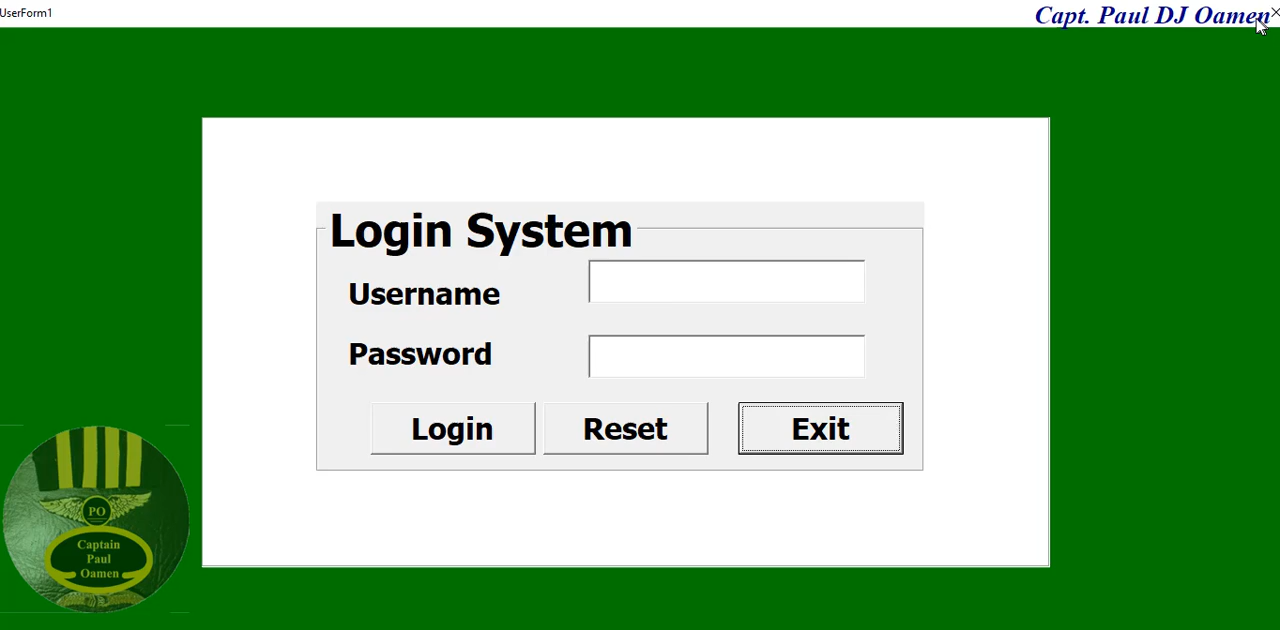 UserForm1
Capt. Paul DJ Oamen
Login System
Username
Password
Login Reset Exit
PO
Captain
Paul
Oamen